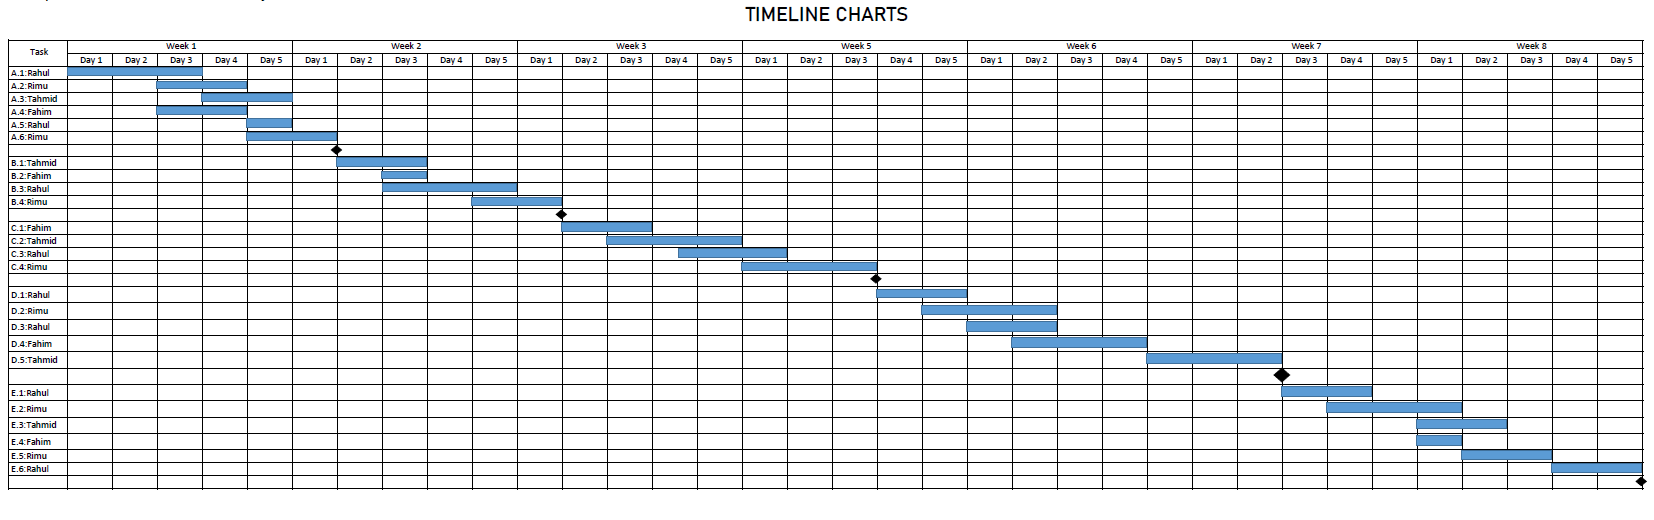 TIMELINE CHARTS
Task Week 1 Week 2 Week 3 Week 5 Week 6 Week 7 Week 8
Day 1 Day 2 Day 3 Day 4 Day 5 Day 1 Day 2 Day 3 Day 4 Day 5 Day 1 Day 2 Day 3 Day 4 Day 5 Day 1 Day 2 Day 3 Day 4 Day 5 Day 1 Day 2 Day 3 Day 4 Day 5 Day 1 Day 2 Day 3 Day 4 Day 5 Day 1 Day 2 Day 3 Day 4 Day 5
A.1:Rahul
A.2:Rimu
A.3:Tahmid
A.4:Fahim
A.5:Rahul
A.6:Rimu
B.1:Tahmid
B.2:Fahim
B.3:Rahul
B.4:Rimu
C.1:Fahim
C.2:Tahmid
C.3:Rahul
C.4:Rimu
D.1:Rahul
D.2:Rimu
D.3:Rahul
D.4:Fahim
D.5:Tahmid
E.1:Rahul
E.2:Rimu
E.3:Tahmid
E.4:Fahim
E.5:Rimu
E.6:Rahul